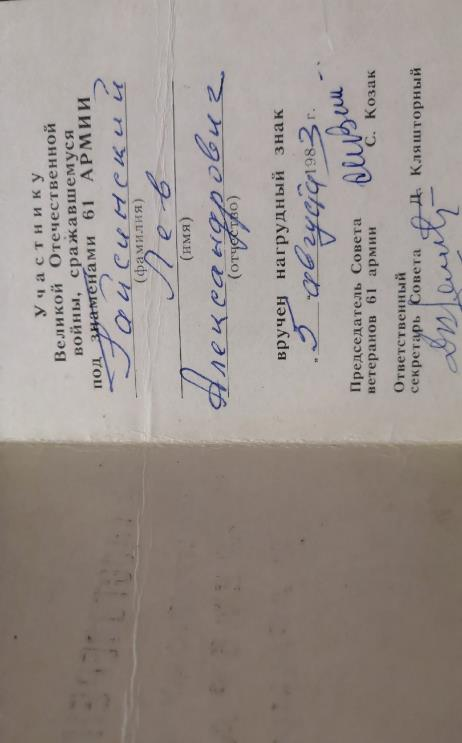 Участнику
Великой Отечественной
войны, сражавшемуся
под знаменами 61 АРМИИ
(фамилия)
Лев
(имя)
Александрович
(отчество)
вручен нагрудный знак
„5“ августа 1983 г.
Председатель Совета
ветеранов 61 армии С. Козак
Ответственный
секретарь Совета Д. Кляшторный